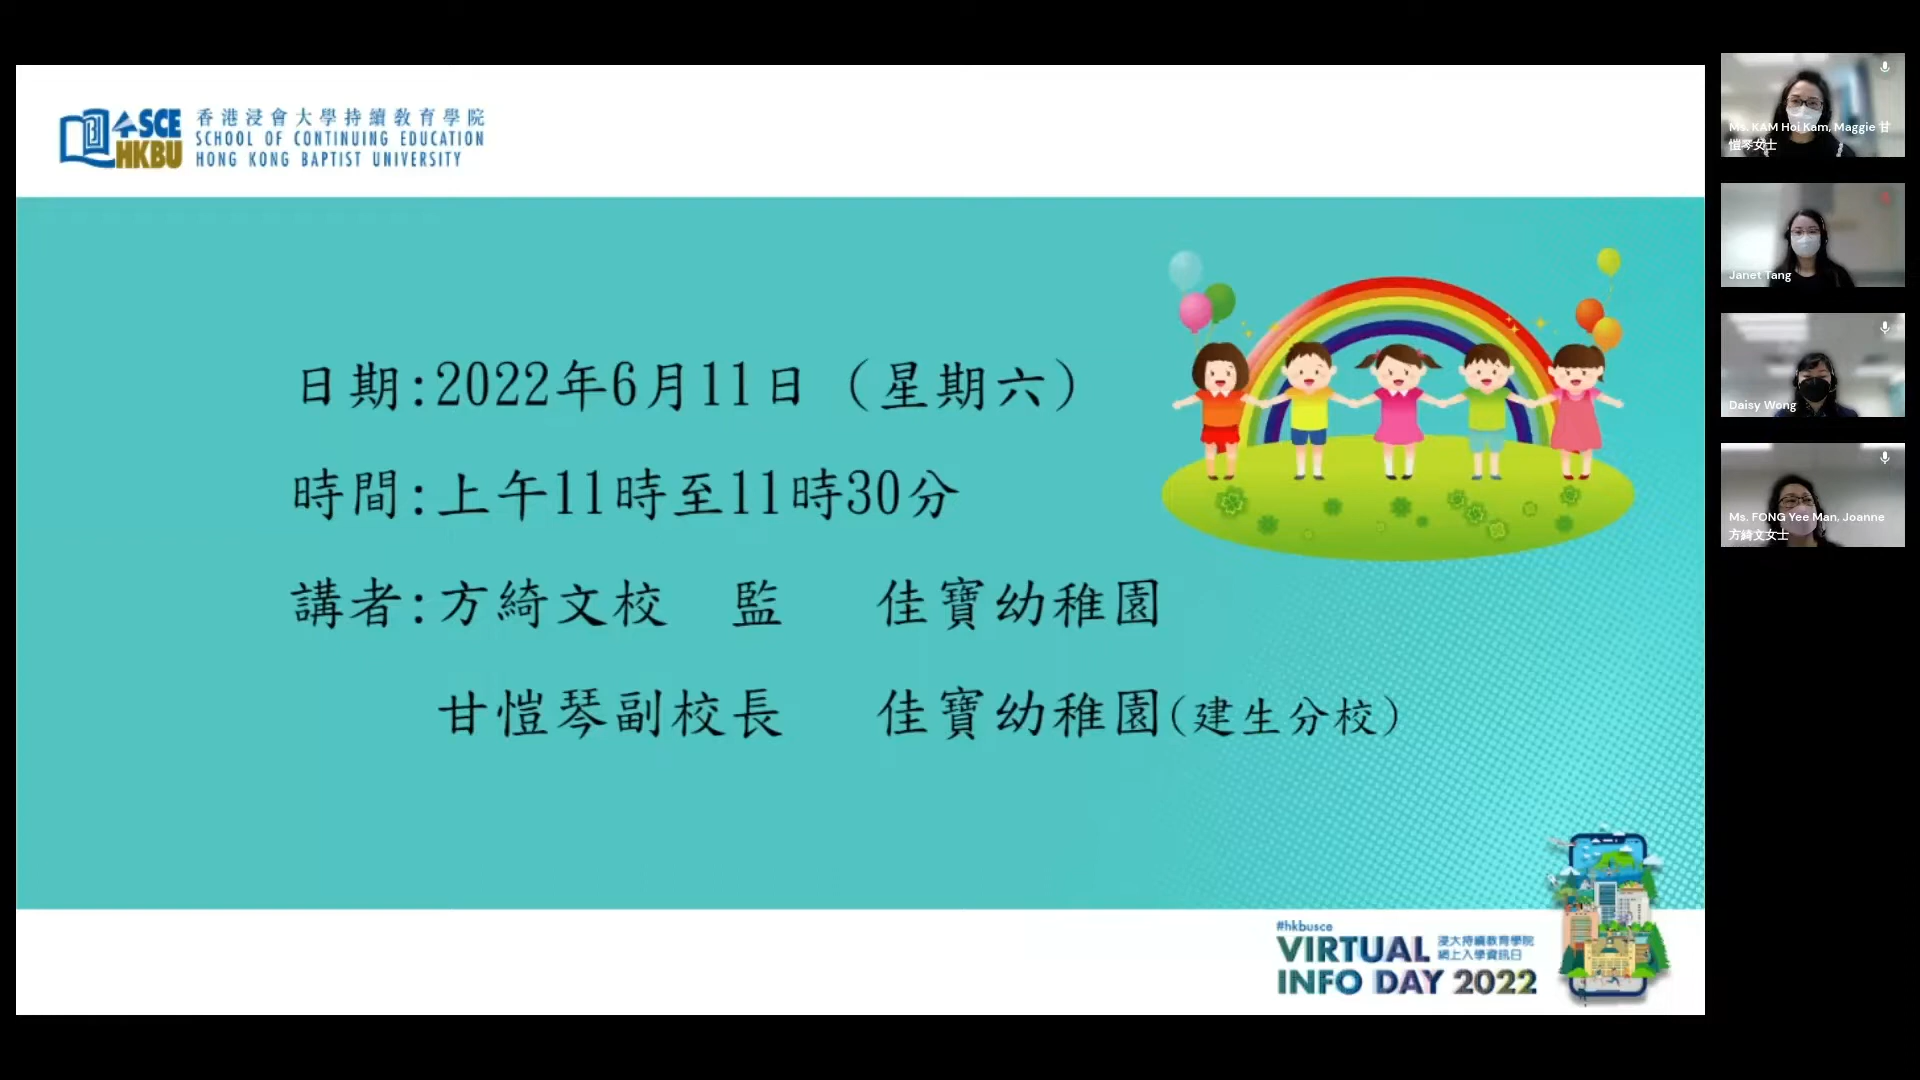 SCE
HKBU
香港浸會大學持續教育學院
SCHOOL OF CONTINUING EDUCATION
HONG KONG BAPTIST UNIVERSITY
日期:2022年6月11日（星期六）
時間:上午11時至11時30分
講者:方綺文校 監 佳寶幼稚園
甘愷琴副校長 佳寶幼稚園(建生分校)
#hkbusce
VIRTUAL
INFO DAY 2022
浸大持續教育學院
網上入學資訊日
Ms. KAM Hoi Kam, Maggie 甘
愷琴女士
Janet Tang
Daisy Wong
Ms. FONG Yee Man, Joanne
方綺文女士